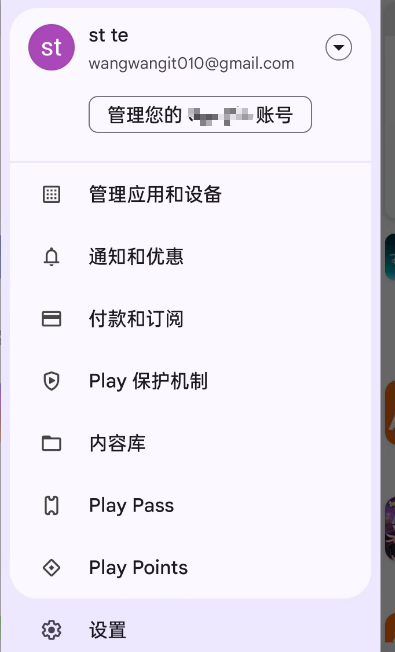 st
st te
wangwangit010@gmail.com
管理您的 账号
管理应用和设备
通知和优惠
付款和订阅
Play 保护机制
内容库
Play Pass
Play Points
设置